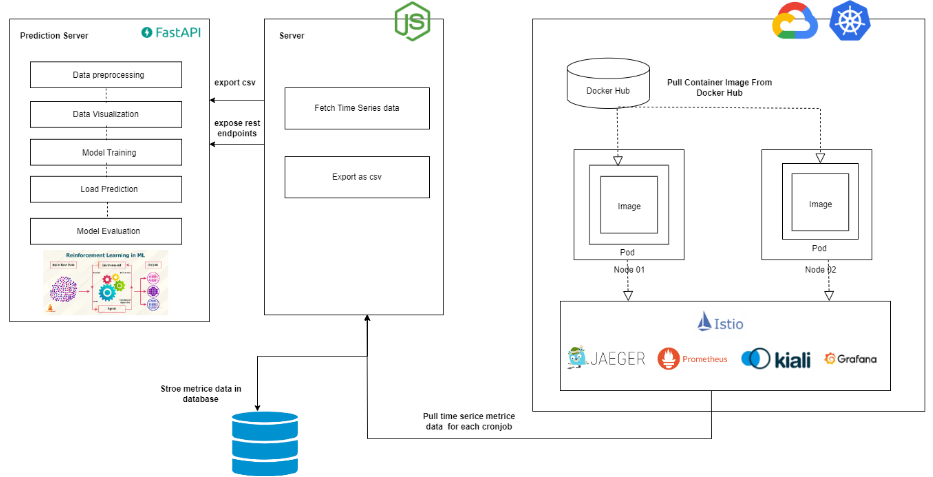 Prediction Server
FastAPI
Data preprocessing
Data Visualization
Model Training
Load Prediction
Model Evaluation
Reinforcement Learning in ML
export csv
expose rest
endpoints
Server
JS
Fetch Time Series data
Export as csv
Stroe metrice data in
database
Pull time serice metrice
data for each cronjob
Docker Hub
Pull Container Image From
Docker Hub
Image
Pod
Node 01
Image
Pod
Node 02
Istio
JAEGER
Prometheus
kiali
Grafana